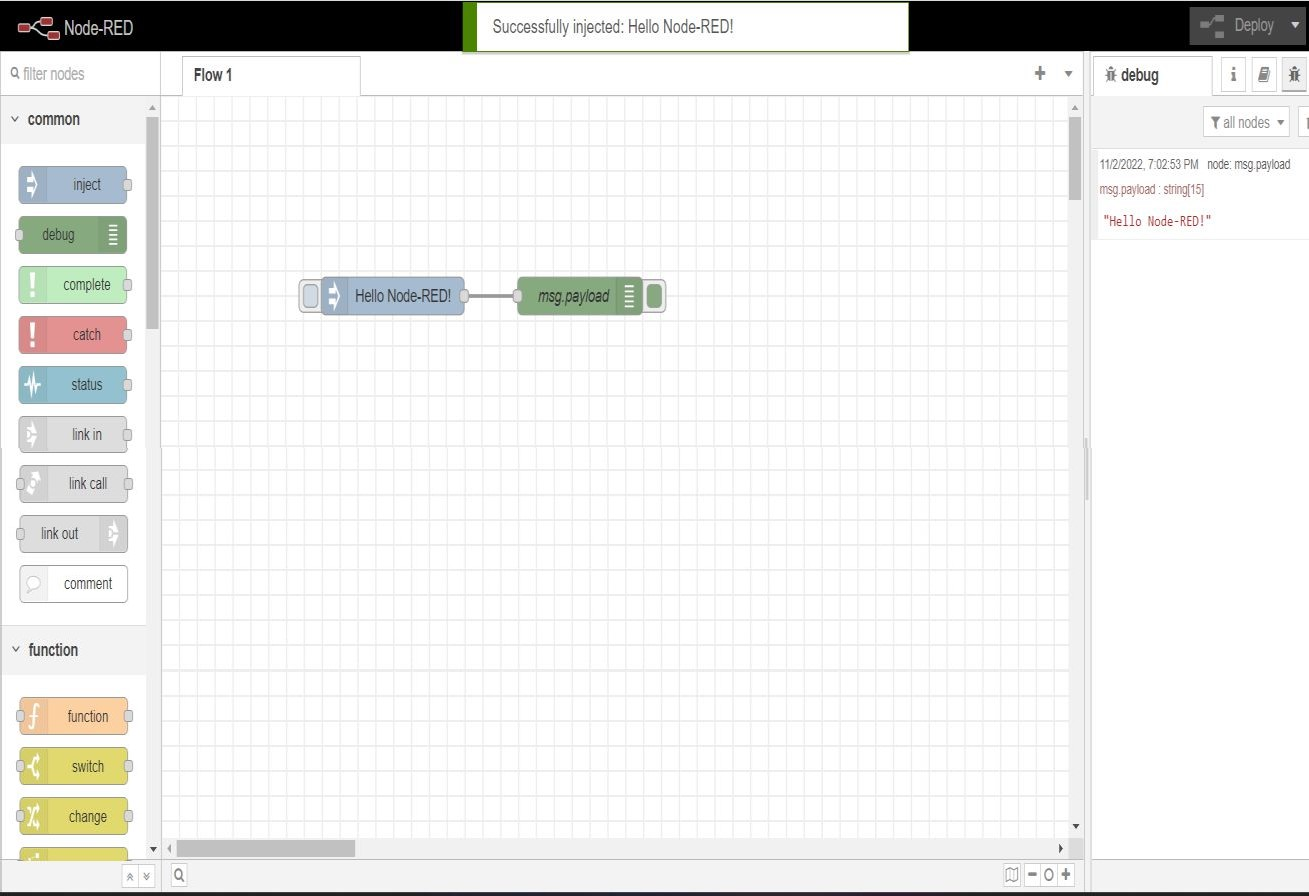 Node-RED
Successfully injected: Hello Node-RED!
Deploy
filter nodes
Flow 1
debug
common
all nodes
inject
11/2/2022, 7:02:53 PM node: msg.payload
msg.payload : string[15]
"Hello Node-RED!"
debug
complete
Hello Node-RED!
msg.payload
catch
status
link in
link call
link out
comment
function
function
switch
change